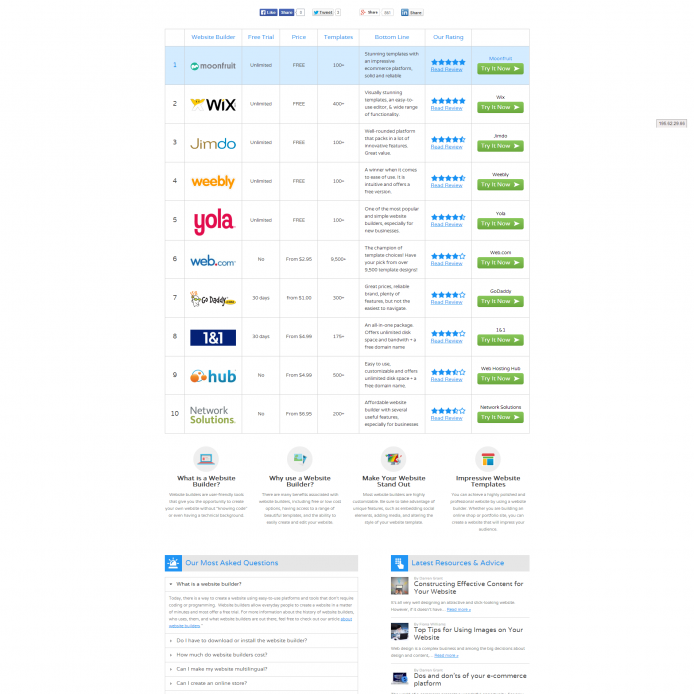 Like Share 0 Tweet 0 Share 381 Share
Website Builder Free Trial Price Templates Bottom Line Our Rating
1 moonfruit Unlimited FREE 100+
Stunning templates with
an impressive
ecommerce platform,
solid and reliable
Read Review
Moonfruit
Try It Now
2 WiX Unlimited FREE 400+
Visually stunning
templates, an easy-to-
use editor, & wide range
of functionality.
Read Review
Wix
Try It Now
195.62.29.84
3 Jimdo Unlimited FREE 100+
Well-rounded platform
that packs in a lot of
innovative features.
Great value.
Read Review
Jimdo
Try It Now
4 weebly Unlimited FREE 100+
A winner when it comes
to ease of use. It is
intuitive and offers a
free version.
Read Review
Weebly
Try It Now
5 yola Unlimited FREE 100+
One of the most popular
and simple website
builders, especially for
new businesses.
Read Review
Yola
Try It Now
6 web.com No From $2.95 9,500+
The champion of
template choices! Have
your pick from over
9,500 template designs!
Read Review
Web.com
Try It Now
7 Go Daddy.com 30 days From $1.00 300+
Great prices, reliable
brand, plenty of
features, but not the
easiest to navigate
Read Review
GoDaddy
Try It Now
8 1&1 30 days From $4.99 175+
An all-in-one package.
Offers unlimited disk
space and bandwith + a
free domain name
Read Review
1&1
Try It Now
9 hub No From $4.99 500+
Easy to use,
customizable and offers
unlimited disk space + a
free domain name.
Read Review
Web Hosting Hub
Try It Now
10 Network Solutions. No From $6.95 200+
Affordable website
builder with several
useful features,
especially for businesses
Read Review
Network Solutions
Try It Now
What is a Website
Builder?
Website builders are user-friendly tools
that give you the opportunity to create
your own website without "knowing code"
or even having a technical background.
Why use a Website
Builder?
There are many benefits associated with
website builders, including free or low cost
options, having access to a range of
beautiful templates, and the ability to
easily create and edit your website.
Make Your Website
Stand Out
Most website builders are highly
customizable. Be sure to take advantage of
unique features, such as embedding social
elements, adding media, and altering the
style of your website template.
Impressive Website
Templates
You can achieve a highly polished and
professional website by using a website
builder. Whether you are building an
online shop or portfolio site, you can
create a website that will impress your
audience.
Our Most Asked Questions
What is a website builder?
Today, there is a way to create a website using easy to use platforms and tools that don't require
coding or programming. Website builders allow everyday people to create a website in a matter
of minutes and most offer a free trial. For more information about the history of website builders,
who uses them, and what website builders are out there, feel free to check out our article about
website builders
Do I have to download or install the website builder?
How much do website builders cost?
Can I make my website multilingual?
Can I create an online store?
Latest Resources & Advice
Constructing Effective Content for
Your Website
It's all very well designing an attractive and slick-looking website;
however, if it doesn't have... Read more »
Top Tips for Using Images on Your
Website
Web design is a complex business and among the big decisions about
design and content,... Read more »
Dos and don'ts of your e-commerce
platform